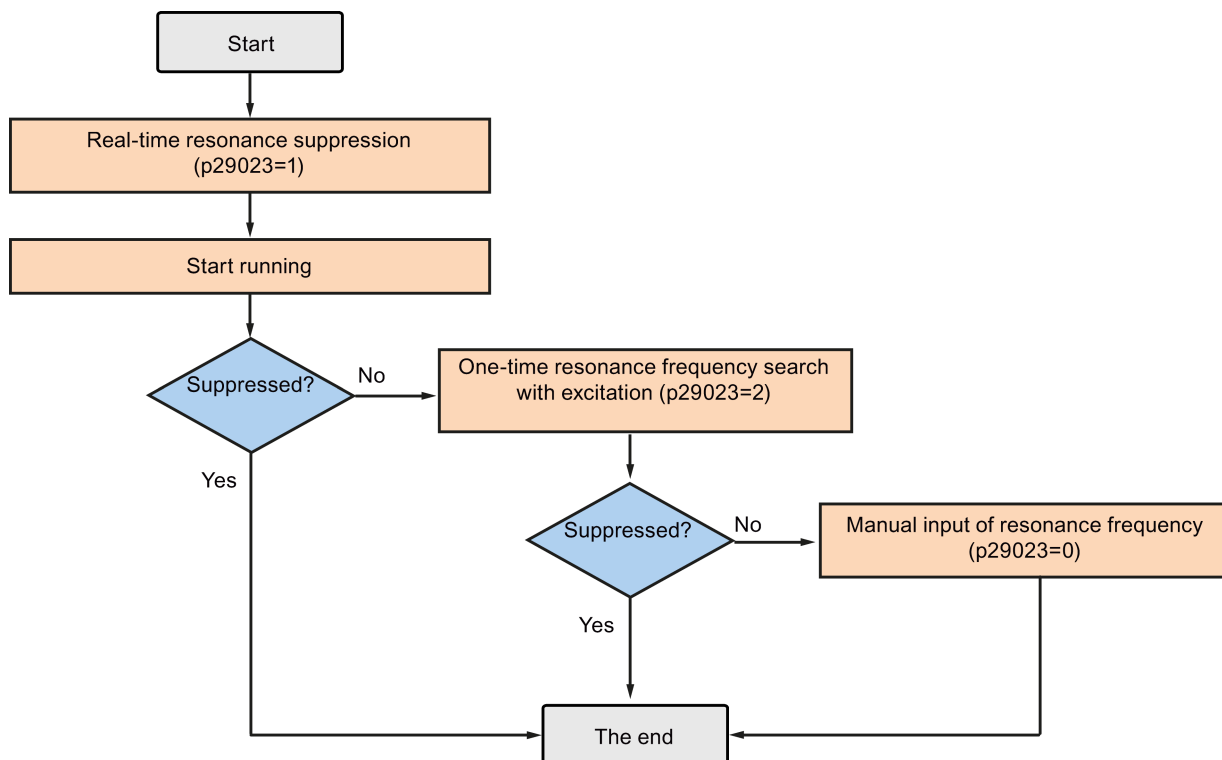 Start
Real-time resonance suppression
(p29023=1)
Start running
Suppressed?
No
One-time resonance frequency search
with excitation (p29023=2)
Yes
Suppressed?
No
Manual input of resonance frequency
(p29023=0)
Yes
The end